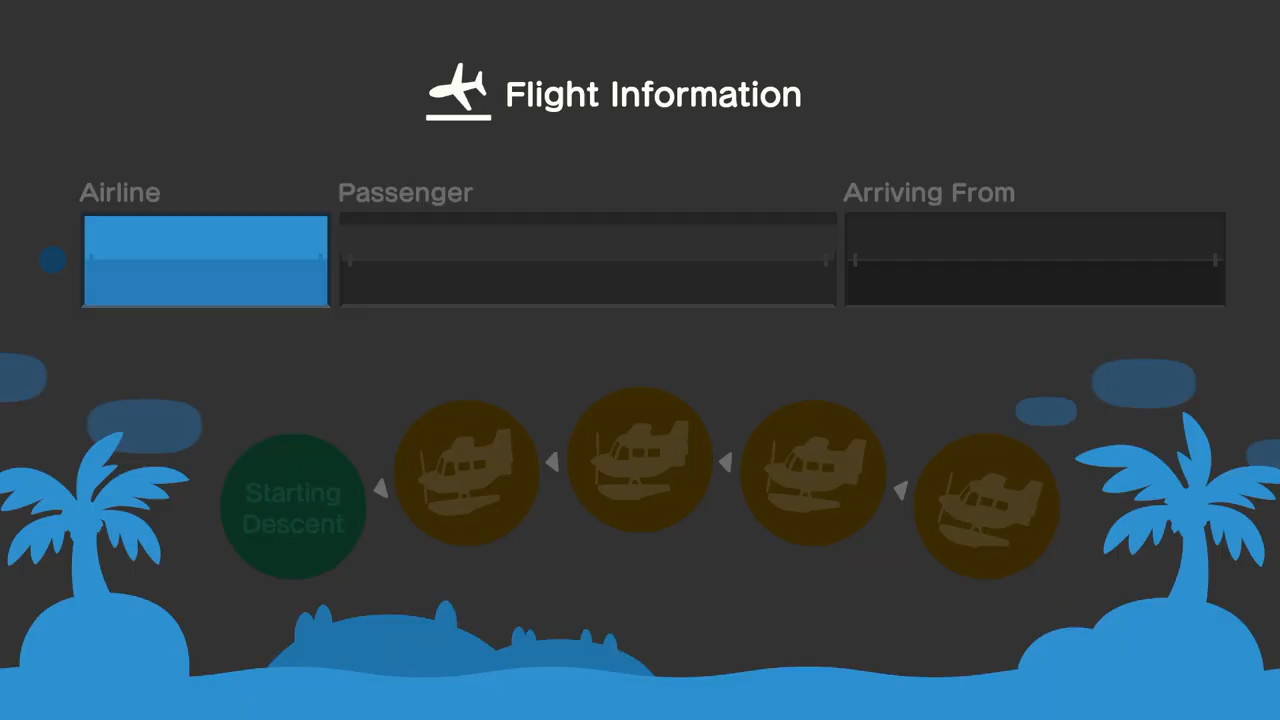 Flight Information
Airline
Passenger
Arriving From
Starting
Descent